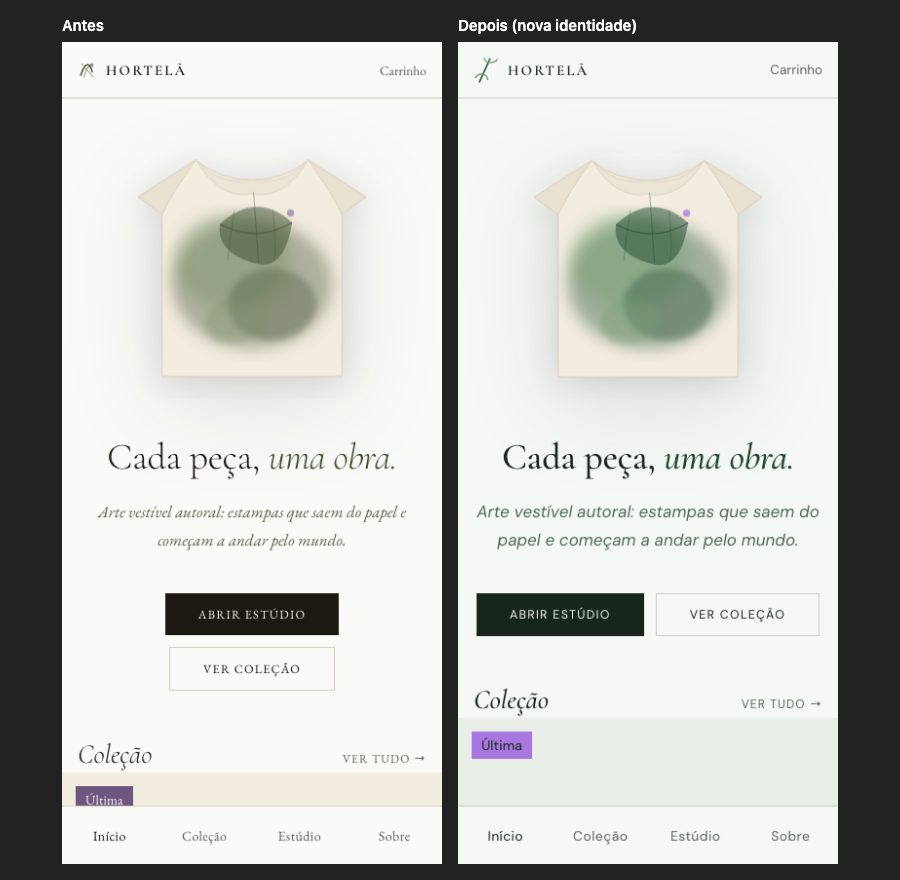 Antes
HORTELÃ
Carrinho
Cada peça, uma obra.
Arte vestível autoral: estampas que saem do papel e
começam a andar pelo mundo.
ABRIR ESTÚDIO
VER COLEÇÃO
Coleção
VER TUDO →
Última
Início
Coleção
Estúdio
Sobre
Depois (nova identidade)
HORTELÃ
Carrinho
Cada peça, uma obra.
Arte vestível autoral: estampas que saem do
papel e começam a andar pelo mundo.
ABRIR ESTÚDIO
VER COLEÇÃO
Coleção
VER TUDO →
Última
Início
Coleção
Estúdio
Sobre